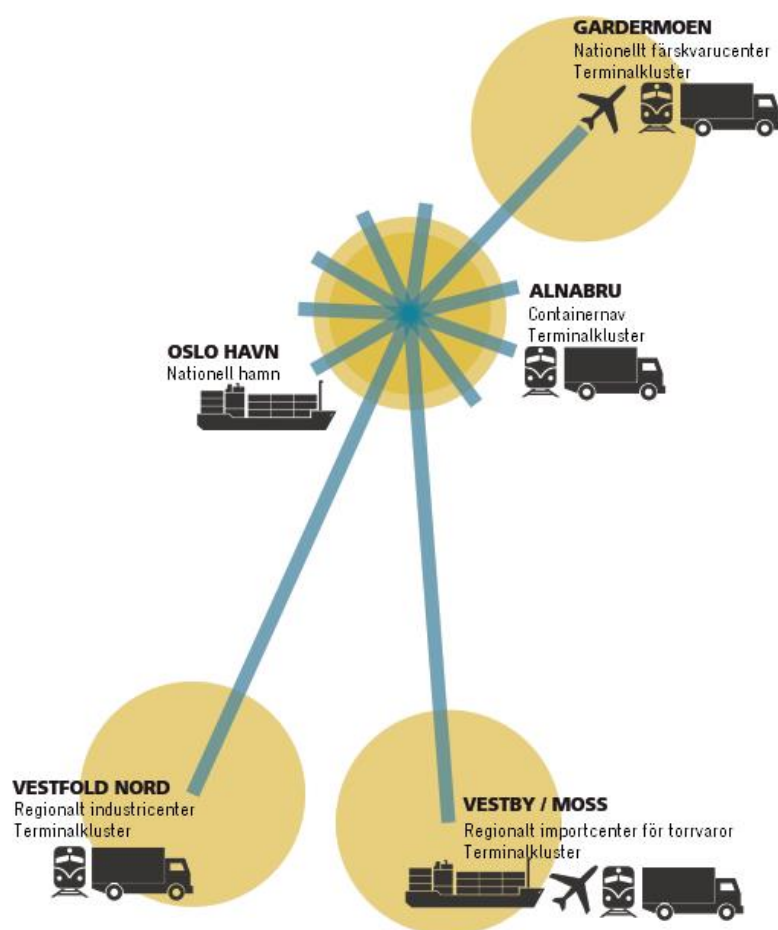 GARDERMOEN
Nationellt färskvarucenter
Terminalkluster
ALNABRU
Containernav
Terminalkluster
OSLO HAVN
Nationell hamn
VESTFOLD NORD
Regionalt industricenter
Terminalkluster
VESTBY / MOSS
Regionalt importcenter för torrvaror
Terminalkluster